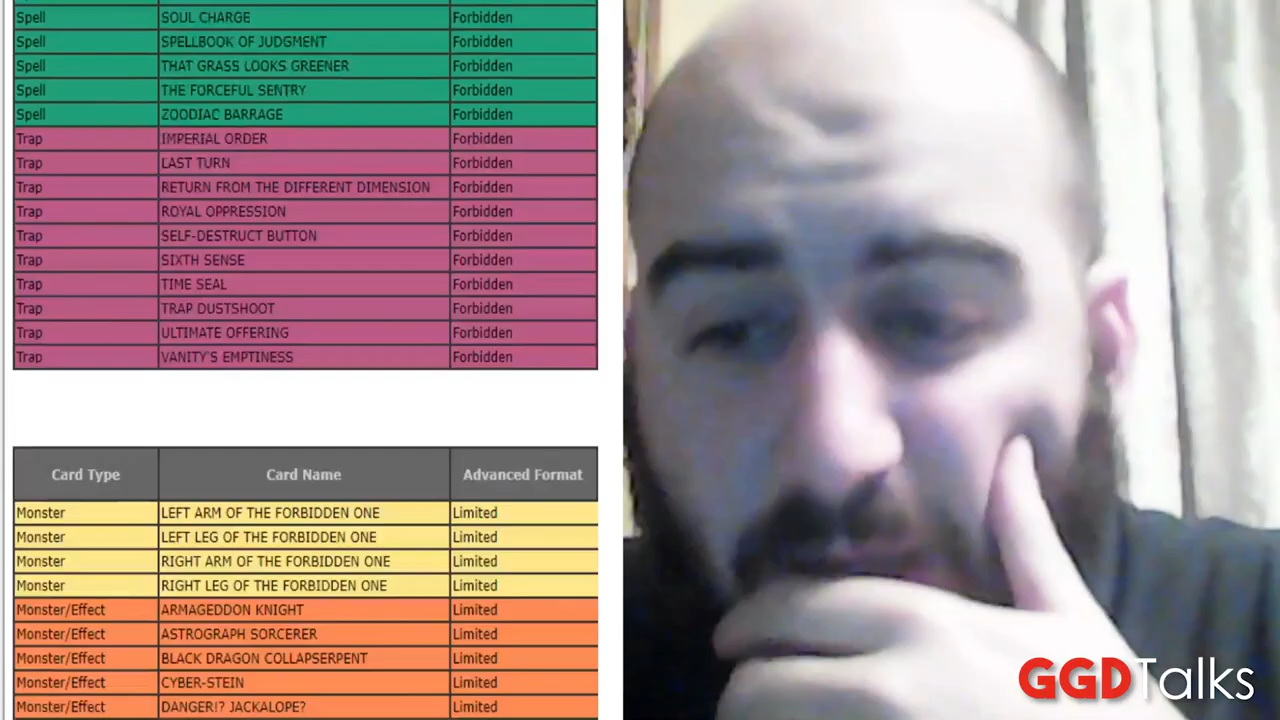 Spell SOUL CHARGE Forbidden
Spell SPELLBOOK OF JUDGMENT Forbidden
Spell THAT GRASS LOOKS GREENER Forbidden
Spell THE FORCEFUL SENTRY Forbidden
Spell ZOODIAC BARRAGE Forbidden
Trap IMPERIAL ORDER Forbidden
Trap LAST TURN Forbidden
Trap RETURN FROM THE DIFFERENT DIMENSION Forbidden
Trap ROYAL OPPRESSION Forbidden
Trap SELF-DESTRUCT BUTTON Forbidden
Trap SIXTH SENSE Forbidden
Trap TIME SEAL Forbidden
Trap TRAP DUSTSHOOT Forbidden
Trap ULTIMATE OFFERING Forbidden
Trap VANITY'S EMPTINESS Forbidden
Card Type Card Name Advanced Format
Monster LEFT ARM OF THE FORBIDDEN ONE Limited
Monster LEFT LEG OF THE FORBIDDEN ONE Limited
Monster RIGHT ARM OF THE FORBIDDEN ONE Limited
Monster RIGHT LEG OF THE FORBIDDEN ONE Limited
Monster/Effect ARMAGEDDON KNIGHT Limited
Monster/Effect ASTROGRAPH SORCERER Limited
Monster/Effect BLACK DRAGON COLLAPSERPENT Limited
Monster/Effect CYBER-STEIN Limited
Monster/Effect DANGER!? JACKALOPE? Limited
GGDTalks